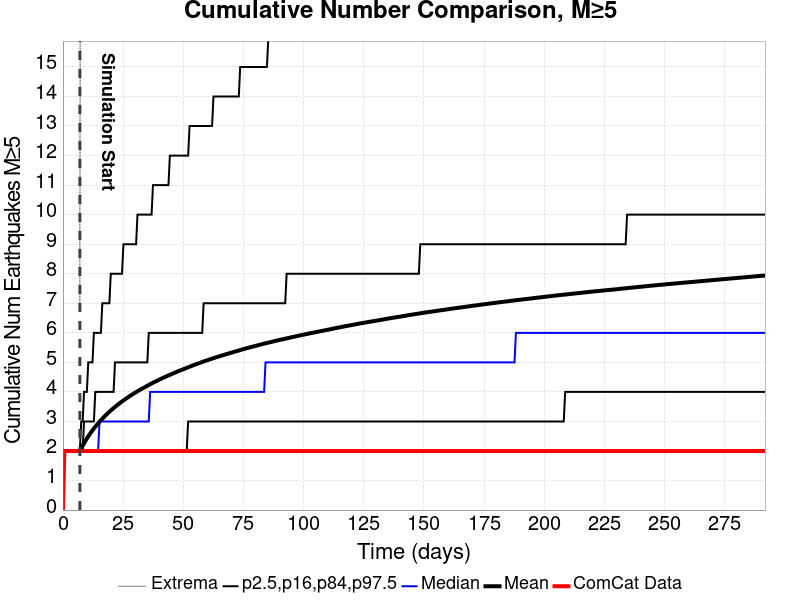 Cumulative Number Comparison, M≥5
Cumulative Num Earthquakes M≥5
15
14
13
12
11
10
9
8
7
6
5
4
3
2
1
0
Simulation Start
0 25 50 75 100 125 150 175 200 225 250 275
Time (days)
Extrema p2.5,p16,p84,p97.5 Median Mean ComCat Data